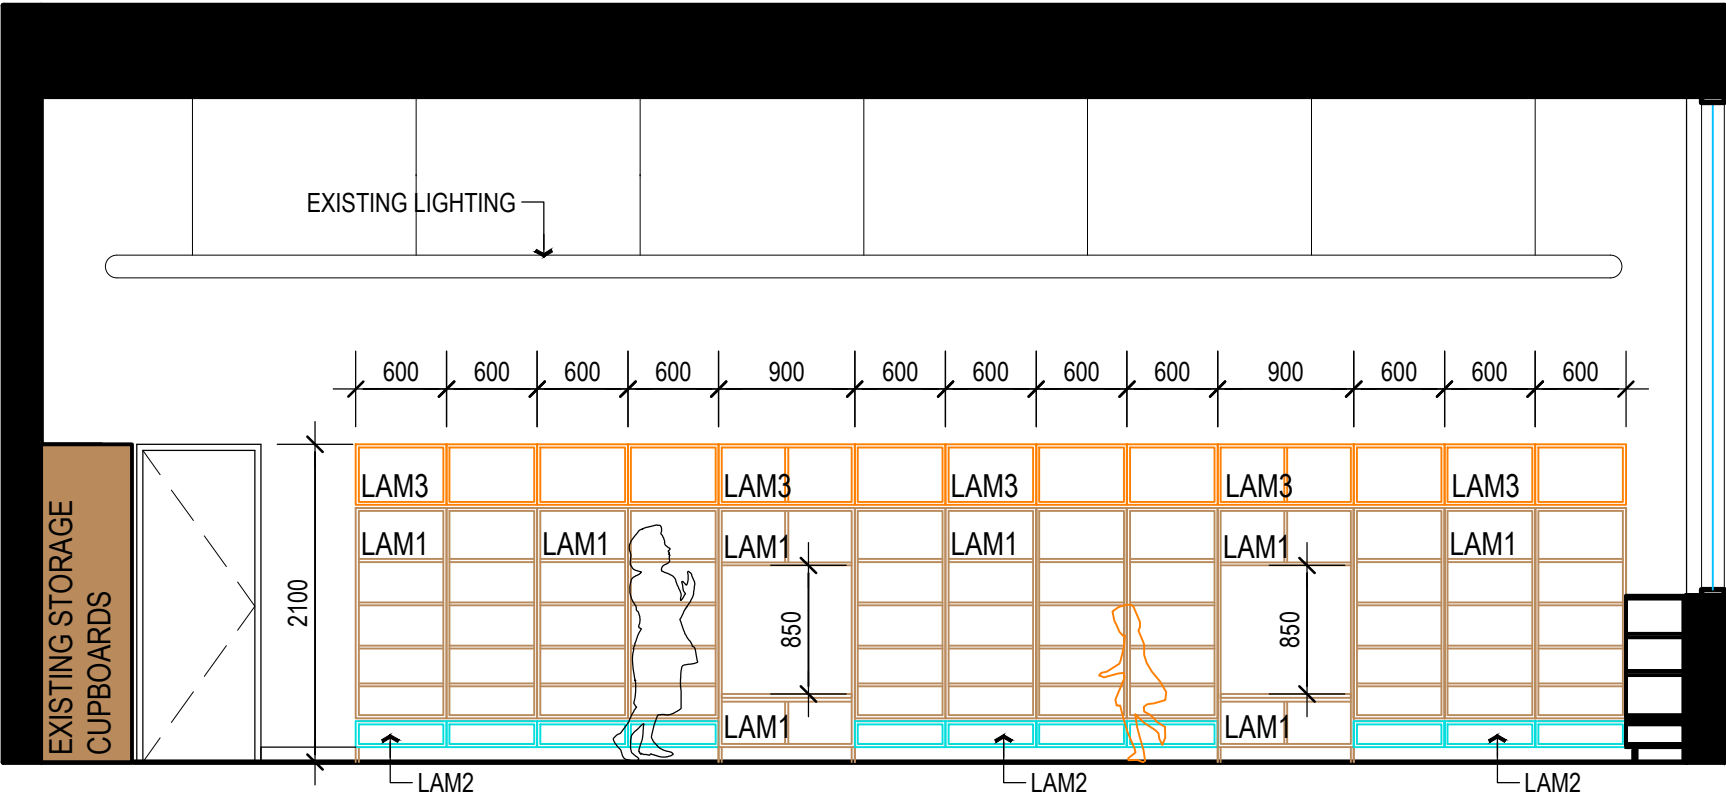 EXISTING LIGHTING
600 600 600 600 900 600 600 600 600 900 600 600 600
LAM3 LAM3 LAM3 LAM3 LAM3
LAM1 LAM1 LAM1 LAM1 LAM1 LAM1
EXISTING STORAGE
CUPBOARDS
2100
850 850
LAM1 LAM1
LAM2 LAM2 LAM2